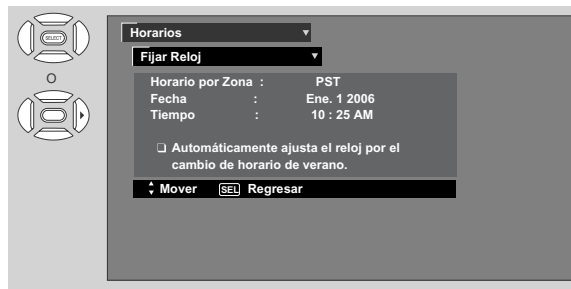 SELECT
O
Horarios
Fijar Reloj
Horario por Zona : PST
Fecha : Ene. 1 2006
Tiempo : 10 : 25 AM
❏ Automáticamente ajusta el reloj por el
cambio de horario de verano.
Mover SEL Regresar